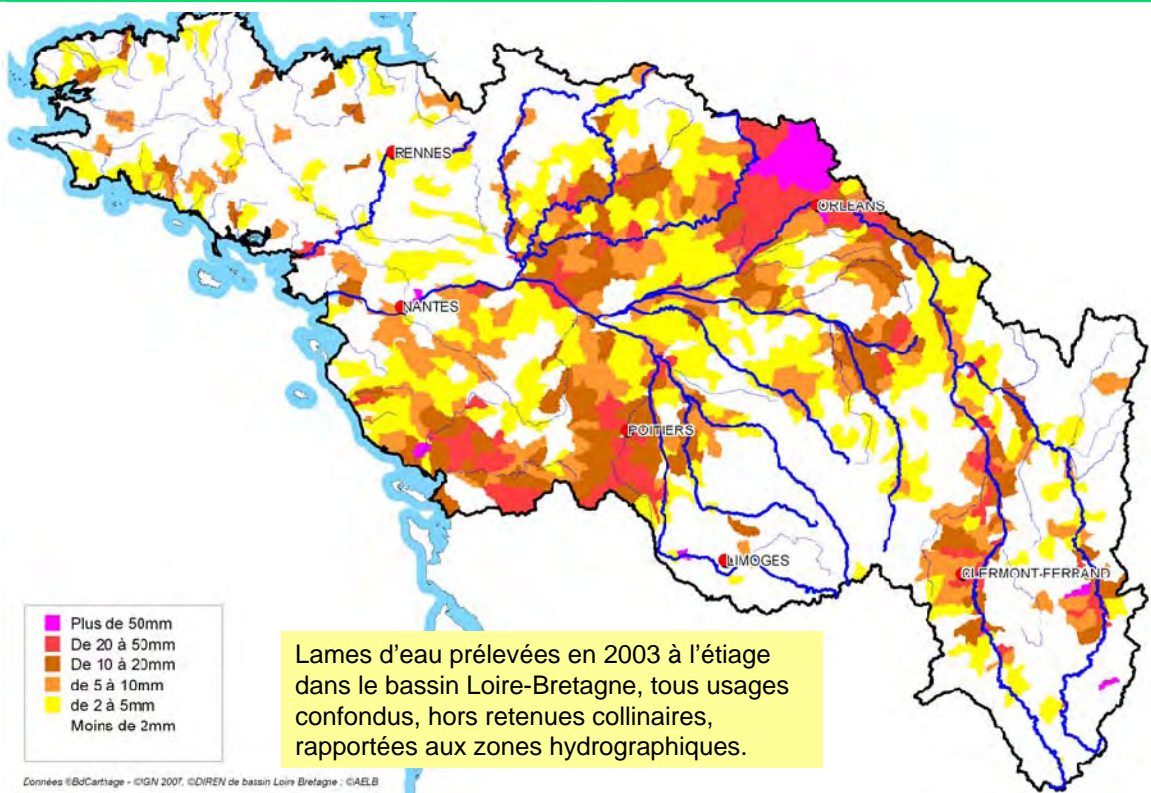 RENNES
ORLEANS
NANTES
POITIERS
LIMOGES
CLERMONT-FERRAND
Plus de 50mm
De 20 à 50mm
De 10 à 20mm
de 5 à 10mm
de 2 à 5mm
Moins de 2mm
Lames d'eau prélevées en 2003 à l'étiage
dans le bassin Loire-Bretagne, tous usages
confondus, hors retenues collinaires,
rapportées aux zones hydrographiques.
Données ©BdCarthage - ©IGN 2007, ©DIREN de bassin Loire Bretagne ; ©AELB